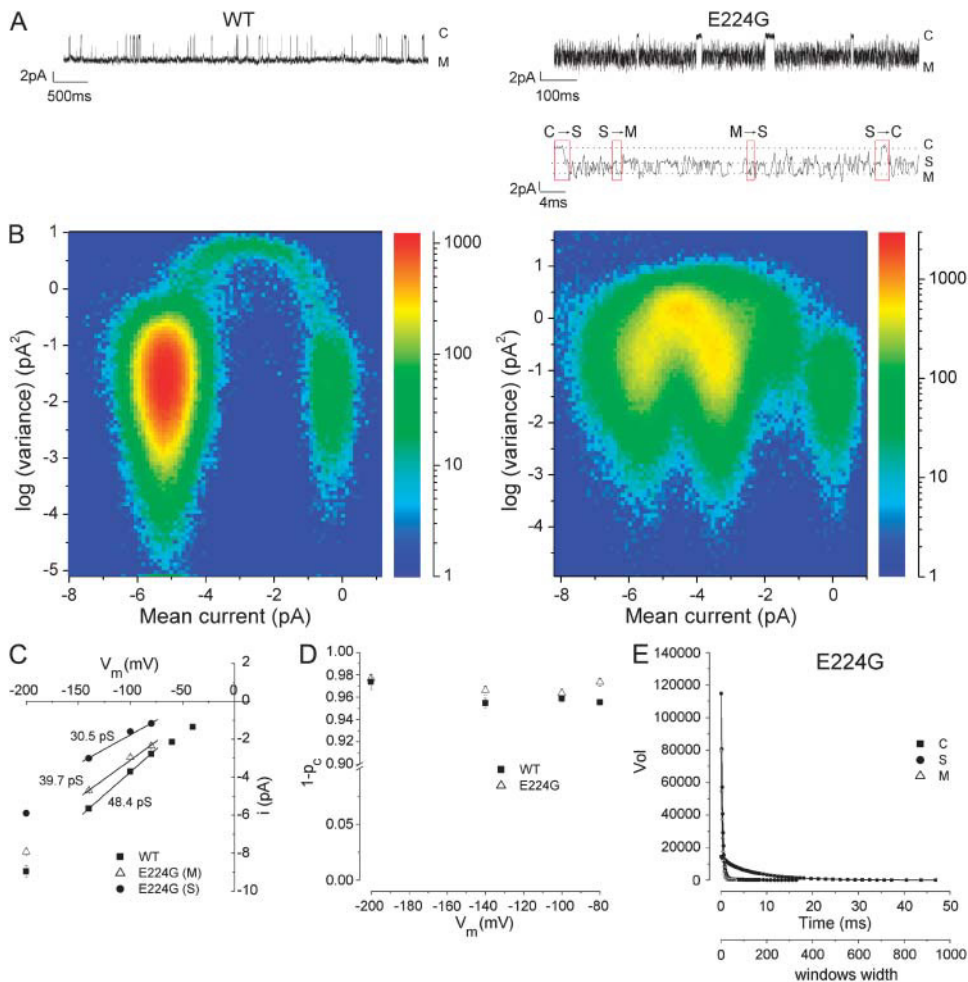 A
WT
E224G
C
M
2pA
500ms
C
M
2pA
100ms
C→S S→M M→S S→C
C
S
M
2pA
4ms
B
log (variance) (pA²)
1
0
-1
-2
-3
-4
-5
-8 -6 -4 -2 0
Mean current (pA)
1000
100
10
1
log (variance) (pA²)
1
0
-1
-2
-3
-4
-8 -6 -4 -2 0
Mean current (pA)
1000
100
10
1
C
Vm(mV)
-200 -150 -100 -50 0
2
0
-2
-4
-6
-8
-10
i (pA)
30.5 pS
39.7 pS
48.4 pS
WT
E224G (M)
E224G (S)
D
1-pc
1.00
0.98
0.96
0.94
0.92
0.90
0.05
0.00
WT
E224G
-200 -180 -160 -140 -120 -100 -80
Vm(mV)
E
E224G
Vol
140000
120000
100000
80000
60000
40000
20000
0
C
S
M
0 10 20 30 40 50
Time (ms)
0 200 400 600 800 1000
windows width